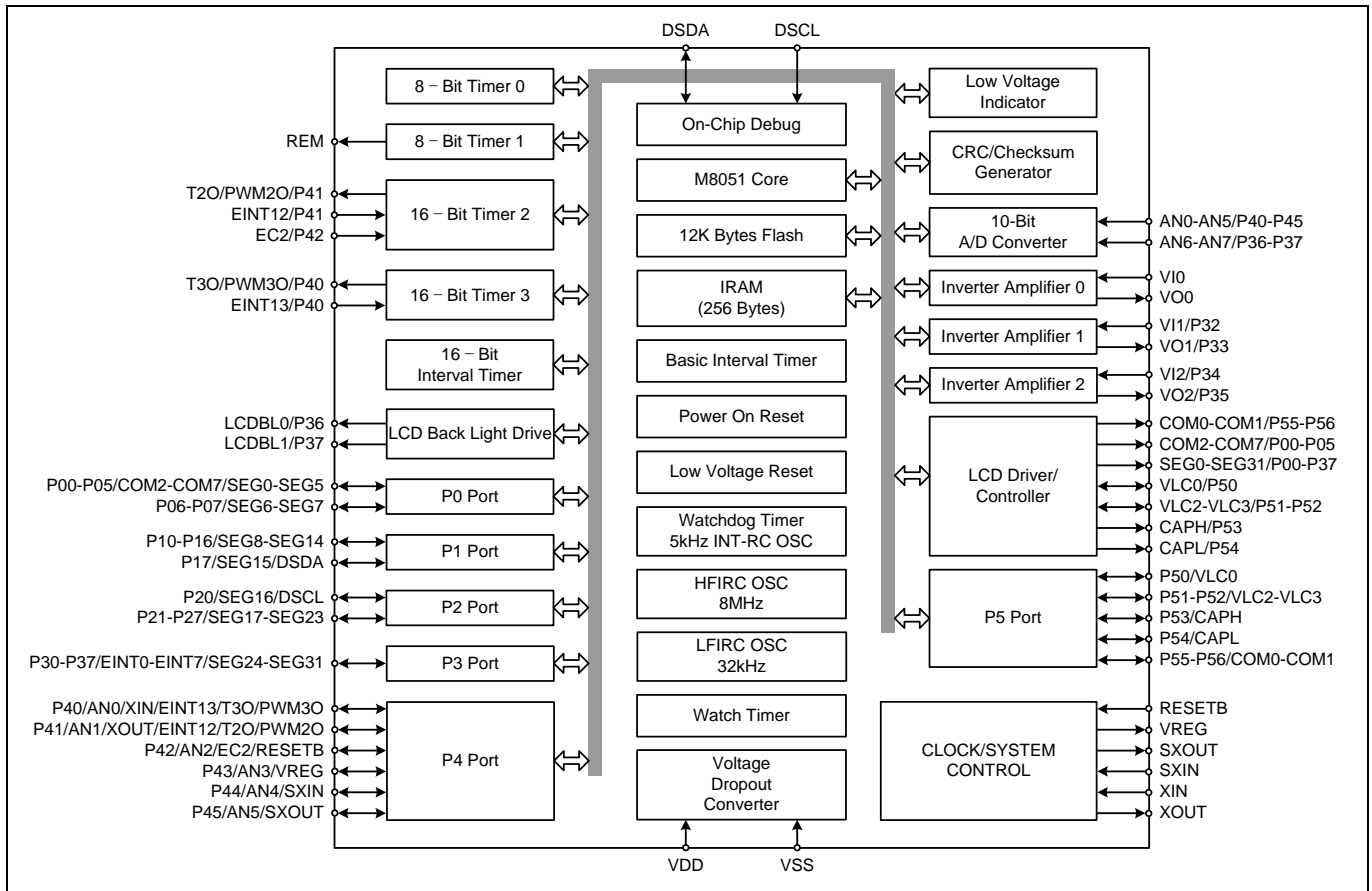 DSDA
DSCL
8 – Bit Timer 0
REM
8 – Bit Timer 1
T2O/PWM2O/P41
EINT12/P41
EC2/P42
16 – Bit Timer 2
T3O/PWM3O/P40
EINT13/P40
16 – Bit Timer 3
16 – Bit
Interval Timer
LCDBL0/P36
LCDBL1/P37
LCD Back Light Drive
P00-P05/COM2-COM7/SEG0-SEG5
P06-P07/SEG6-SEG7
P0 Port
P10-P16/SEG8-SEG14
P17/SEG15/DSDA
P1 Port
P20/SEG16/DSCL
P21-P27/SEG17-SEG23
P2 Port
P30-P37/EINT0-EINT7/SEG24-SEG31
P3 Port
P40/AN0/XIN/EINT13/T3O/PWM3O
P41/AN1/XOUT/EINT12/T2O/PWM2O
P42/AN2/EC2/RESETB
P43/AN3/VREG
P44/AN4/SXIN
P45/AN5/SXOUT
P4 Port
On-Chip Debug
M8051 Core
12K Bytes Flash
IRAM
(256 Bytes)
Basic Interval Timer
Power On Reset
Low Voltage Reset
Watchdog Timer
5kHz INT-RC OSC
HFIRC OSC
8MHz
LFIRC OSC
32kHz
Watch Timer
Voltage
Dropout
Converter
VDD
VSS
Low Voltage
Indicator
CRC/Checksum
Generator
10-Bit
A/D Converter
AN0-AN5/P40-P45
AN6-AN7/P36-P37
Inverter Amplifier 0
VI0
VO0
Inverter Amplifier 1
VI1/P32
VO1/P33
Inverter Amplifier 2
VI2/P34
VO2/P35
LCD Driver/
Controller
COM0-COM1/P55-P56
COM2-COM7/P00-P05
SEG0-SEG31/P00-P37
VLC0/P50
VLC2-VLC3/P51-P52
CAPH/P53
CAPL/P54
P5 Port
P50/VLC0
P51-P52/VLC2-VLC3
P53/CAPH
P54/CAPL
P55-P56/COM0-COM1
CLOCK/SYSTEM
CONTROL
RESETB
VREG
SXOUT
SXIN
XIN
XOUT